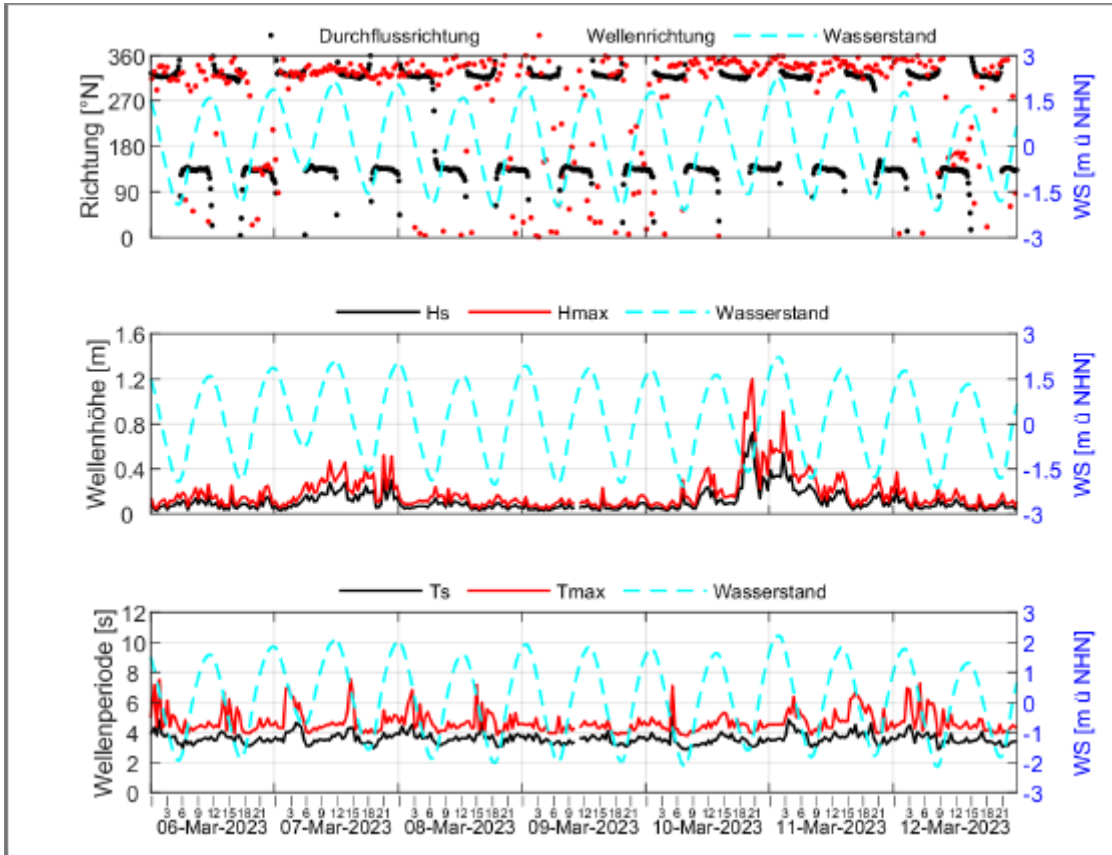 Durchflussrichtung Wellenrichtung Wasserstand
360 3
270 1.5
180 0
90 -1.5
0 -3
Richtung [°N]
WS [m ü NHN]
Hs Hmax Wasserstand
1.6 3
2
1.2 1.5
0.8 0
0.4 -1.5
0 -3
Wellenhöhe [m]
WS [m ü NHN]
Ts Tmax Wasserstand
12 3
10 2
8 1
6 0
4 -1
2 -2
0 -3
Wellenperiode [s]
WS [m ü NHN]
3 6 9 12 15 18 21 3 6 9 12 15 18 21 3 6 9 12 15 18 21 3 6 9 12 15 18 21 3 6 9 12 15 18 21 3 6 9 12 15 18 21 3 6 9 12 15 18 21
06-Mar-2023 07-Mar-2023 08-Mar-2023 09-Mar-2023 10-Mar-2023 11-Mar-2023 12-Mar-2023